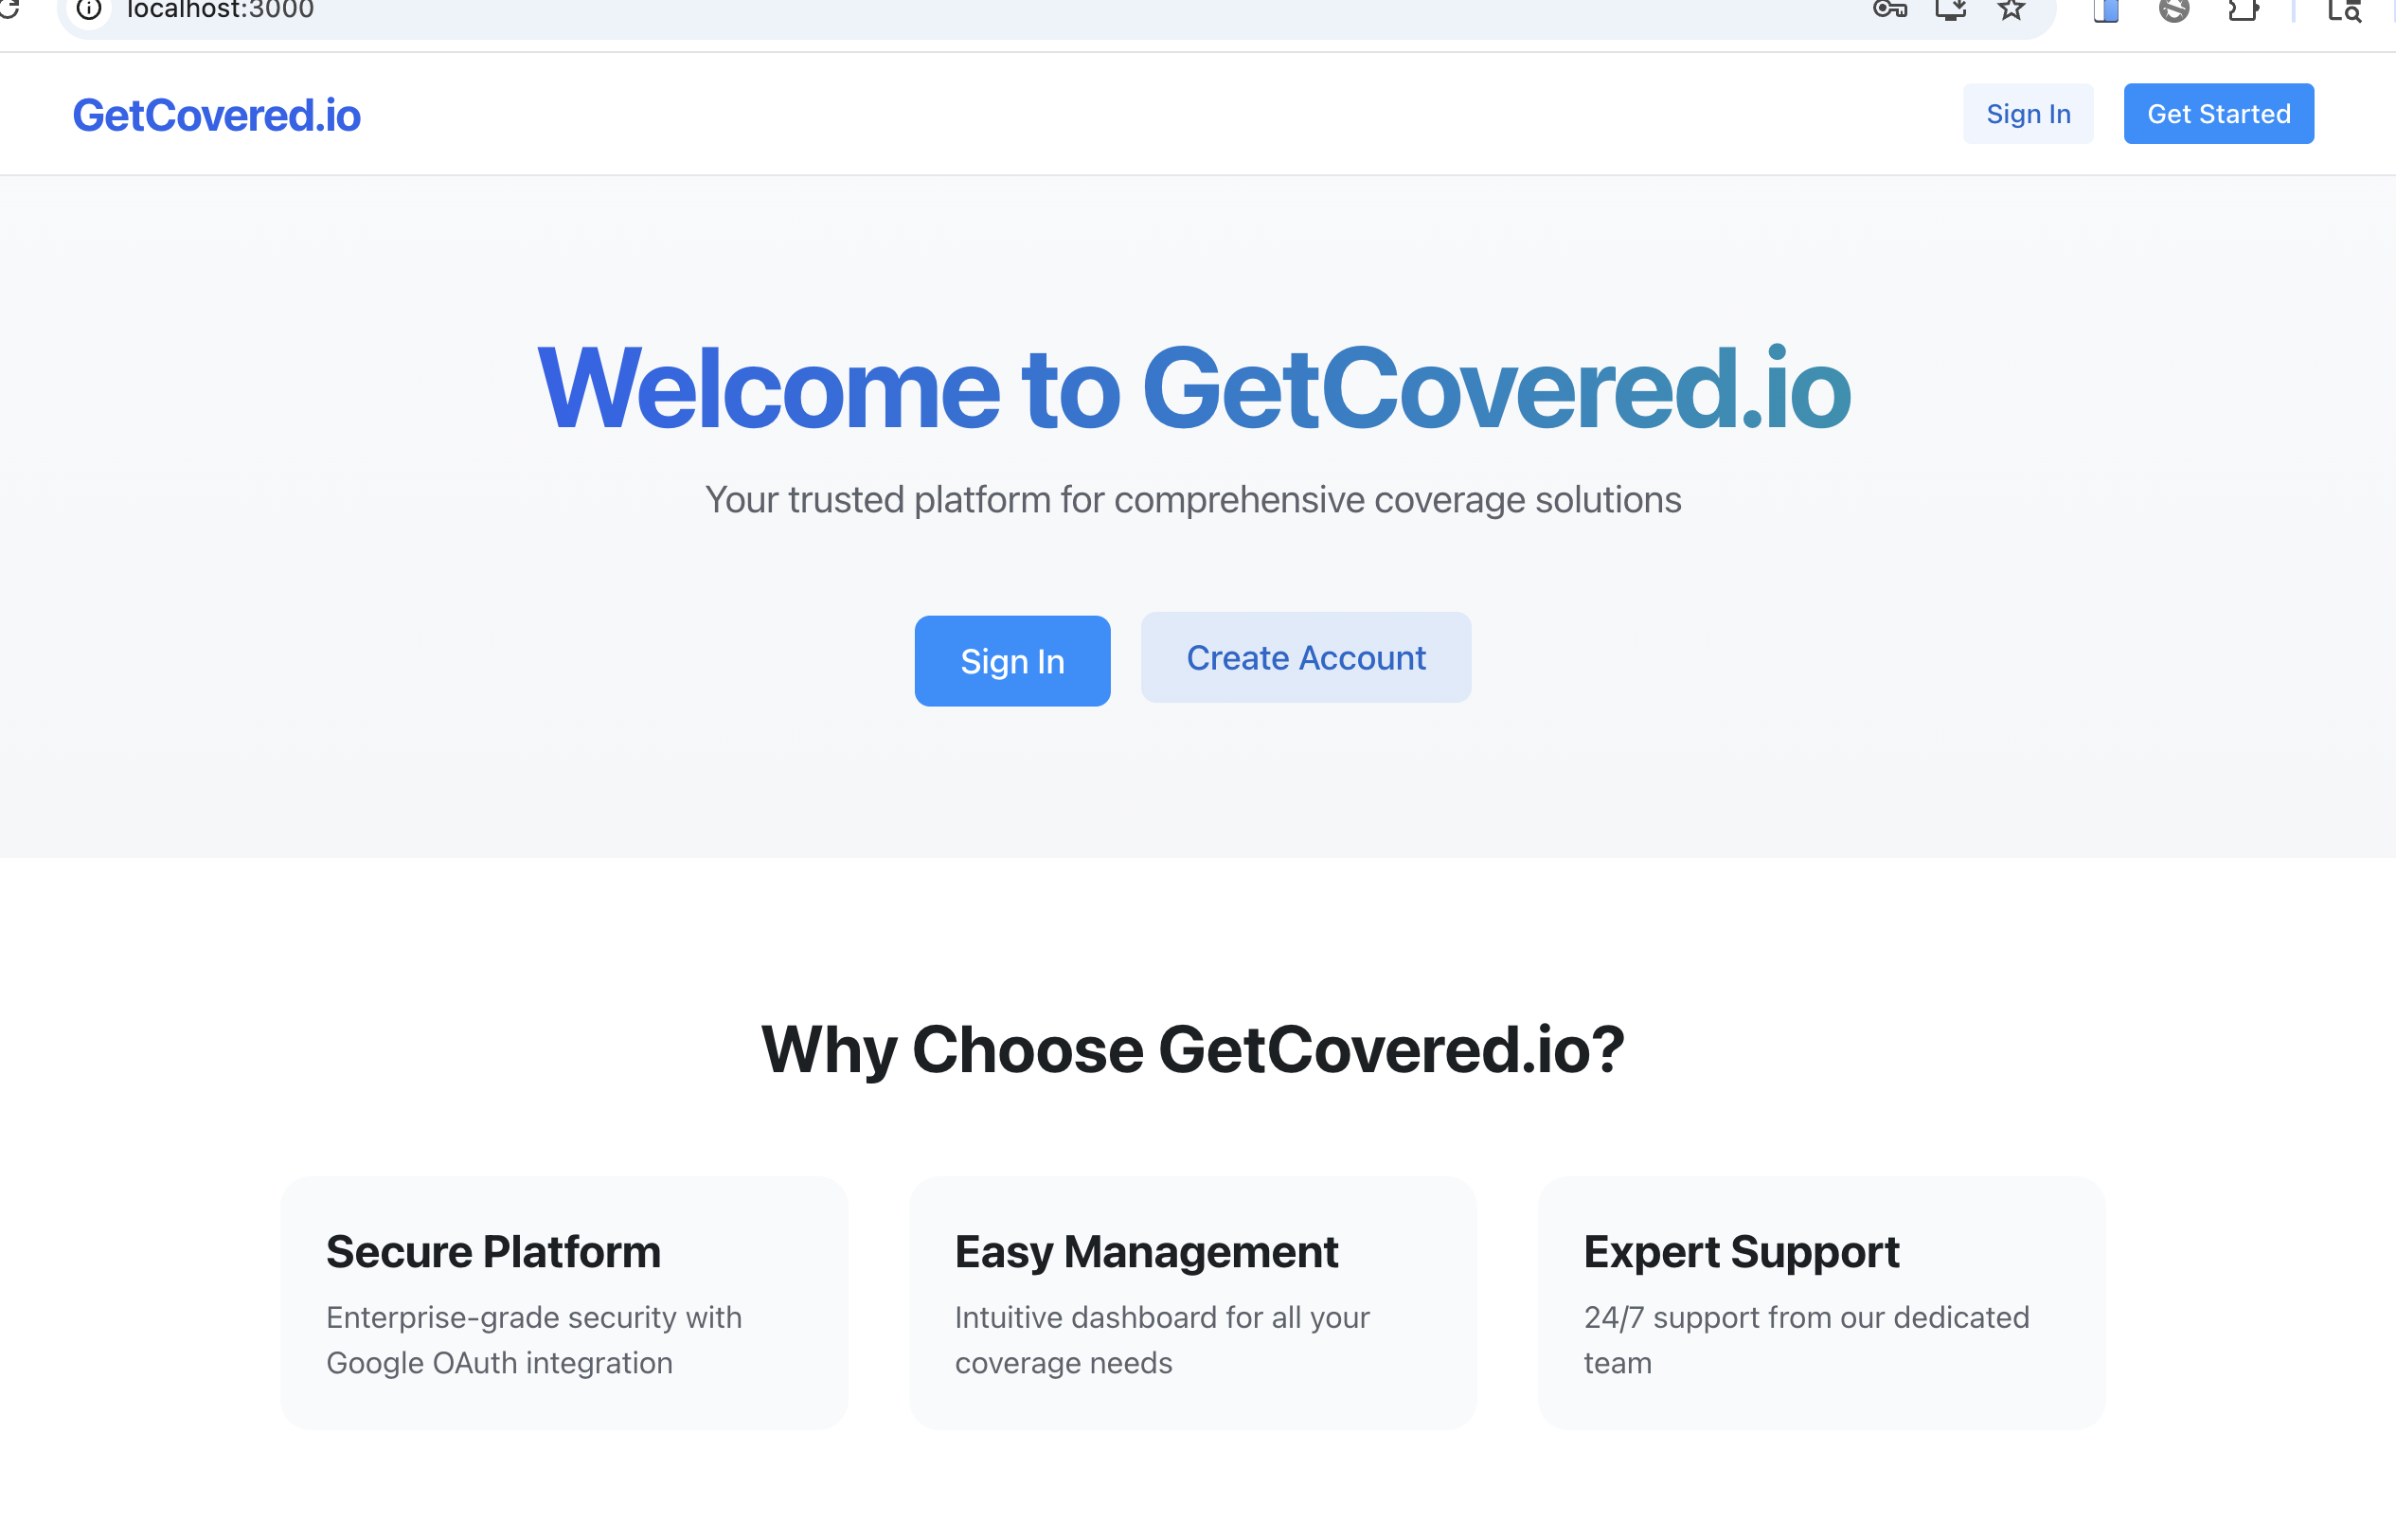 localhost:3000
GetCovered.io
Sign In
Get Started
Welcome to GetCovered.io
Your trusted platform for comprehensive coverage solutions
Sign In
Create Account
Why Choose GetCovered.io?
Secure Platform
Enterprise-grade security with
Google OAuth integration
Easy Management
Intuitive dashboard for all your
coverage needs
Expert Support
24/7 support from our dedicated
team